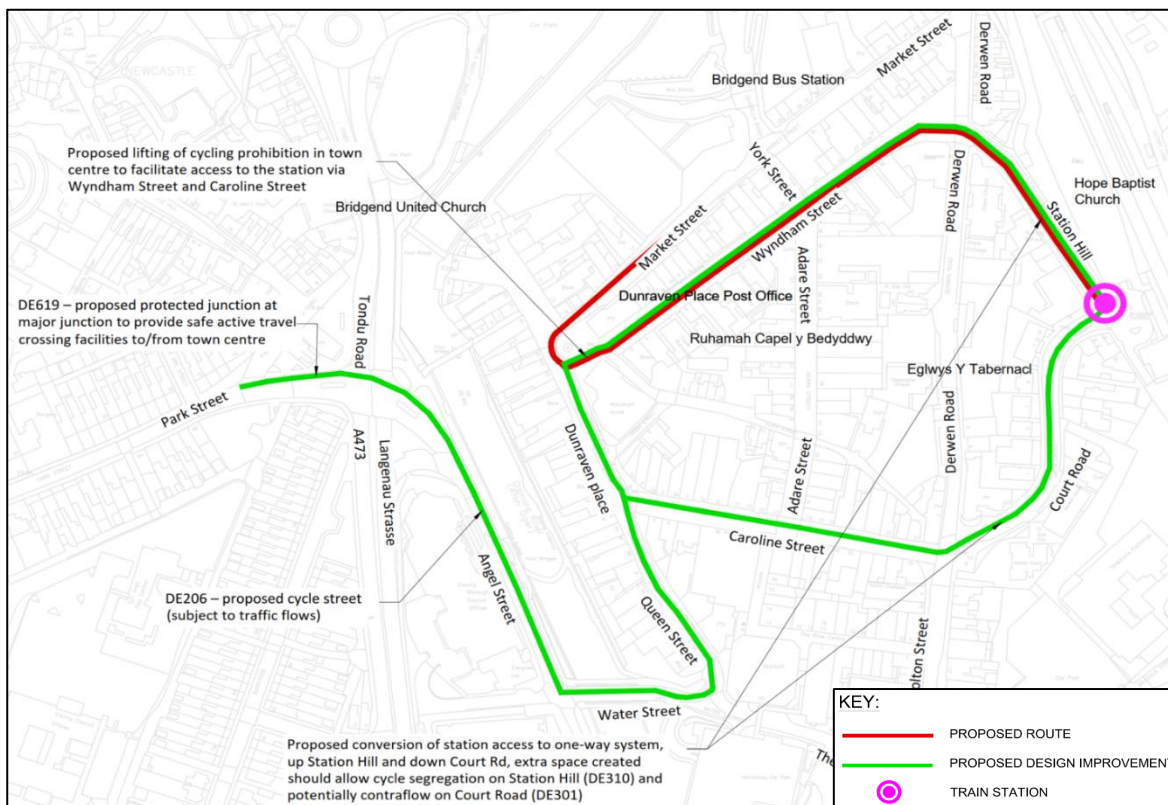 Derwen Road
Market Street
NEWCASTLE
Bridgend Bus Station
Proposed lifting of cycling prohibition in town
centre to facilitate access to the station via
Wyndham Street and Caroline Street
York Street
Derwen Road
Hope Baptist
Church
Bridgend United Church
Station Hill
Market Street
Wyndham Street
Adare Street
DE619 – proposed protected junction at
major junction to provide safe active travel
crossing facilities to/from town centre
Tondu Road
Dunraven Place Post Office
Ruhamah Capel y Bedyddwy
Eglwys Y Tabernacl
Park Street
A473
Langenau Strasse
Dunraven place
Adare Street
Derwen Road
Court Road
Caroline Street
DE206 – proposed cycle street
(subject to traffic flows)
Angel Street
Queen Street
olton Street
Water Street
Proposed conversion of station access to one-way system,
up Station Hill and down Court Rd, extra space created
should allow cycle segregation on Station Hill (DE310) and
potentially contraflow on Court Road (DE301)
The
KEY:
PROPOSED ROUTE
PROPOSED DESIGN IMPROVEMENT
TRAIN STATION